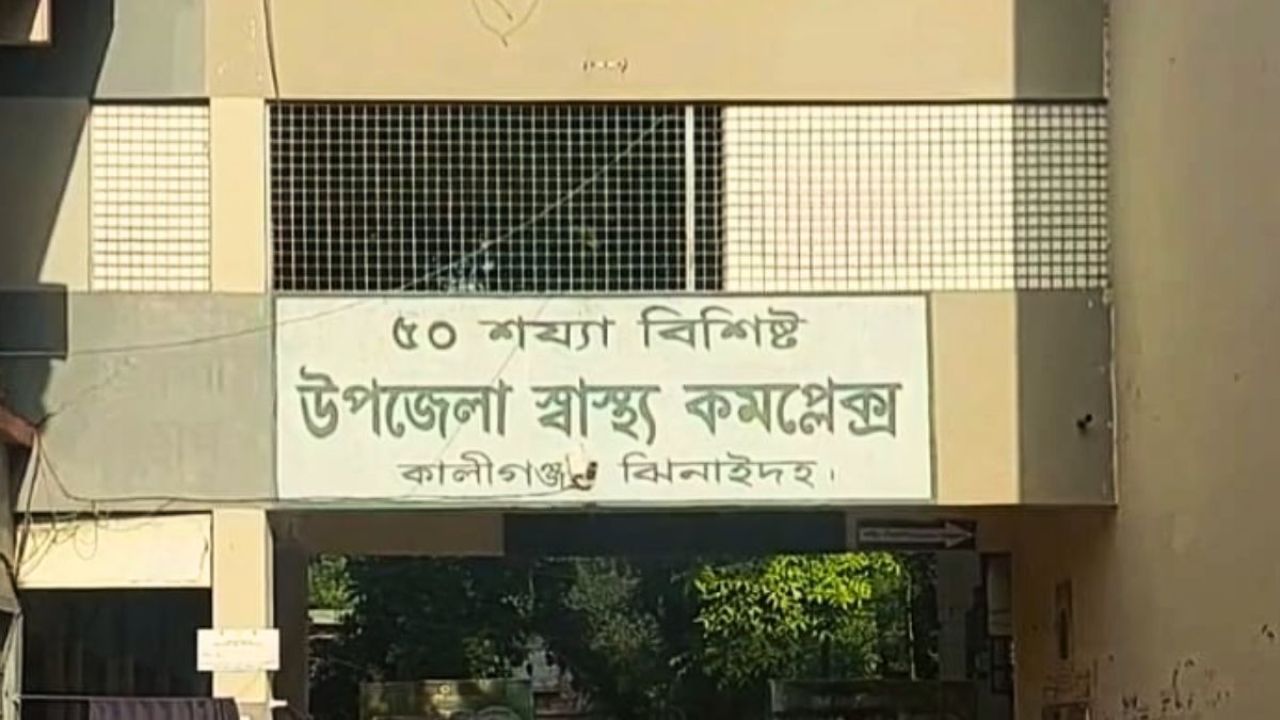 ৫০ শয্যা বিশিষ্ট
উপজেলা স্বাস্থ্য কমপ্লেক্স
কালীগঞ্জ ঝিনাইদহ।